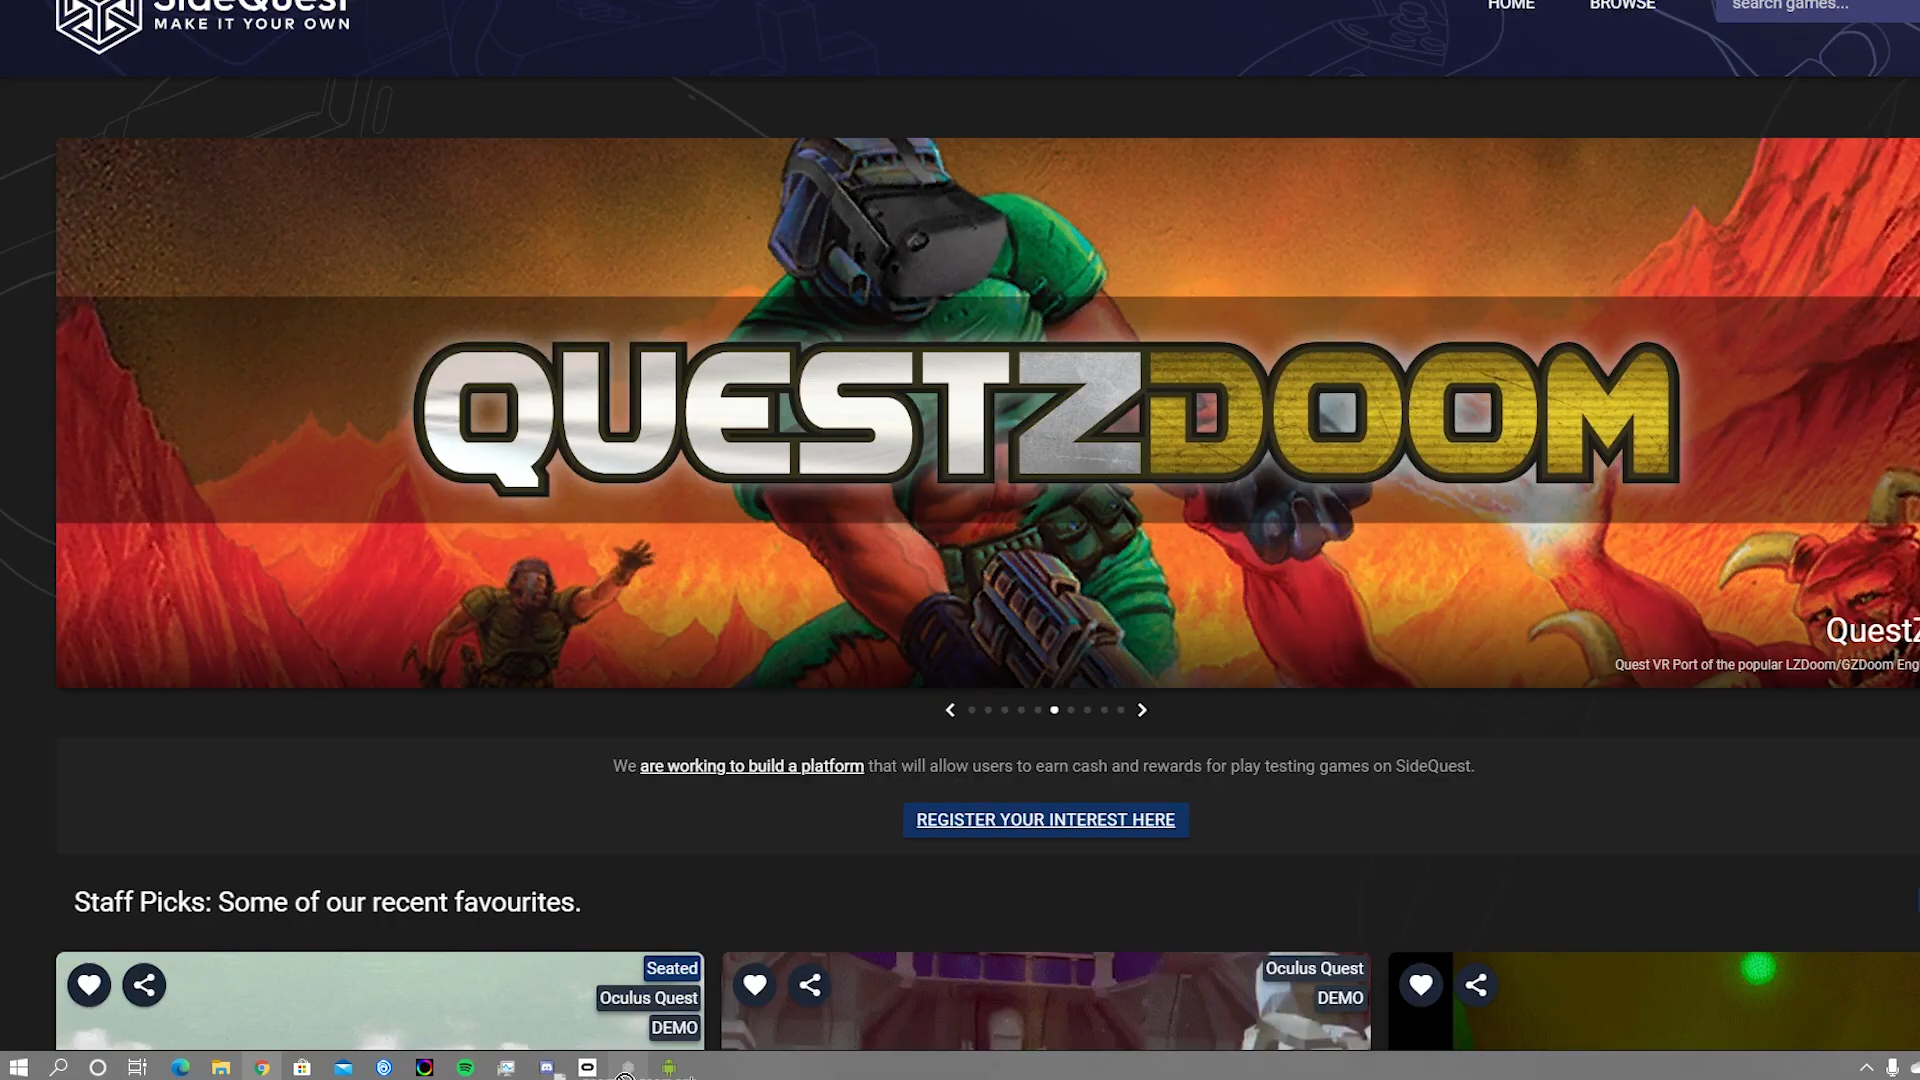 SideQuest
MAKE IT YOUR OWN
HOME
BROWSE
search games...
QUESTZDOOM
QuestZ
Quest VR Port of the popular LZDoom/GZDoom Eng
We are working to build a platform that will allow users to earn cash and rewards for play testing games on SideQuest.
REGISTER YOUR INTEREST HERE
Staff Picks: Some of our recent favourites.
Seated
Oculus Quest
DEMO
Oculus Quest
DEMO